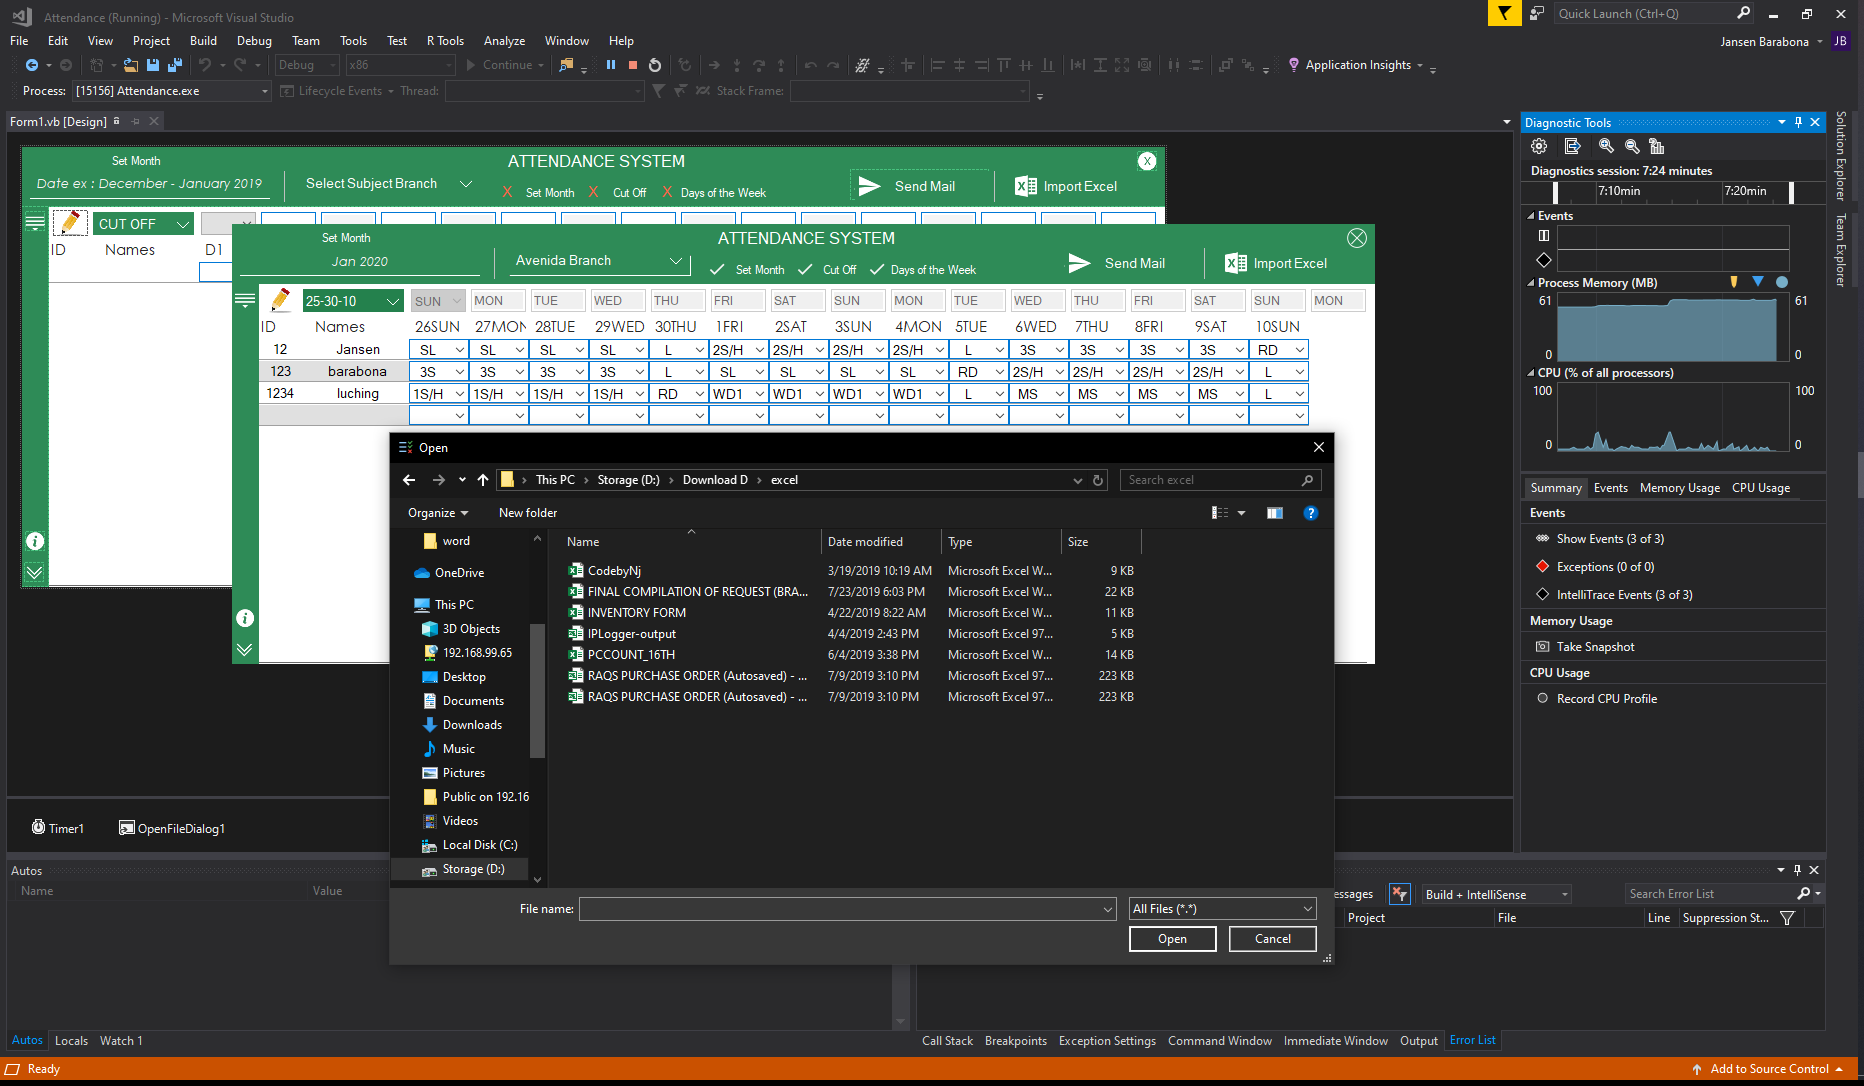 Attendance (Running) - Microsoft Visual Studio
Quick Launch (Ctrl+Q)
File Edit View Project Build Debug Team Tools Test R Tools Analyze Window Help
Jansen Barabona JB
Debug x86 Continue Application Insights
Process: [15156] Attendance.exe Lifecycle Events Thread: Stack Frame:
Form1.vb [Design]
Set Month
Date ex : December - January 2019
Select Subject Branch
ATTENDANCE SYSTEM
X Set Month X Cut Off X Days of the Week
Send Mail
Import Excel
X
CUT OFF
ID Names D1
Set Month
Jan 2020
Avenida Branch
ATTENDANCE SYSTEM
Set Month Cut Off Days of the Week
Send Mail
Import Excel
25-30-10 SUN MON TUE WED THU FRI SAT SUN MON TUE WED THU FRI SAT SUN MON
ID Names 26SUN 27MON 28TUE 29WED 30THU 1FRI 2SAT 3SUN 4MON 5TUE 6WED 7THU 8FRI 9SAT 10SUN
12 Jansen SL SL SL SL L 2S/H 2S/H 2S/H 2S/H L 3S 3S 3S 3S RD
123 barabona 3S 3S 3S 3S L SL SL SL SL RD 2S/H 2S/H 2S/H 2S/H L
1234 luching 1S/H 1S/H 1S/H 1S/H RD WD1 WD1 WD1 WD1 L MS MS MS MS L
Open
This PC Storage (D:) Download D excel
Search excel
Organize New folder
word
OneDrive
This PC
3D Objects
192.168.99.65
Desktop
Documents
Downloads
Music
Pictures
Public on 192.16
Videos
Local Disk (C:)
Storage (D:)
Name Date modified Type Size
CodebyNj 3/19/2019 10:19 AM Microsoft Excel W... 9 KB
FINAL COMPILATION OF REQUEST (BRA... 7/23/2019 6:03 PM Microsoft Excel W... 22 KB
INVENTORY FORM 4/22/2019 8:22 AM Microsoft Excel W... 11 KB
IPLogger-output 4/4/2019 2:43 PM Microsoft Excel 97... 5 KB
PCCOUNT_16TH 6/4/2019 3:38 PM Microsoft Excel W... 14 KB
RAQS PURCHASE ORDER (Autosaved) - ... 7/9/2019 3:10 PM Microsoft Excel 97... 223 KB
RAQS PURCHASE ORDER (Autosaved) - ... 7/9/2019 3:10 PM Microsoft Excel 97... 223 KB
File name: All Files (*.*)
Open Cancel
Timer1 OpenFileDialog1
Autos
Name Value
Autos Locals Watch 1
Diagnostic Tools
Diagnostics session: 7:24 minutes
7:10min 7:20min
Events
Process Memory (MB)
61 61
0 0
CPU (% of all processors)
100 100
0 0
Summary Events Memory Usage CPU Usage
Events
Show Events (3 of 3)
Exceptions (0 of 0)
IntelliTrace Events (3 of 3)
Memory Usage
Take Snapshot
CPU Usage
Record CPU Profile
Solution Explorer
Team Explorer
essages Build + IntelliSense Search Error List
Project File Line Suppression St...
Call Stack Breakpoints Exception Settings Command Window Immediate Window Output Error List
Ready
Add to Source Control